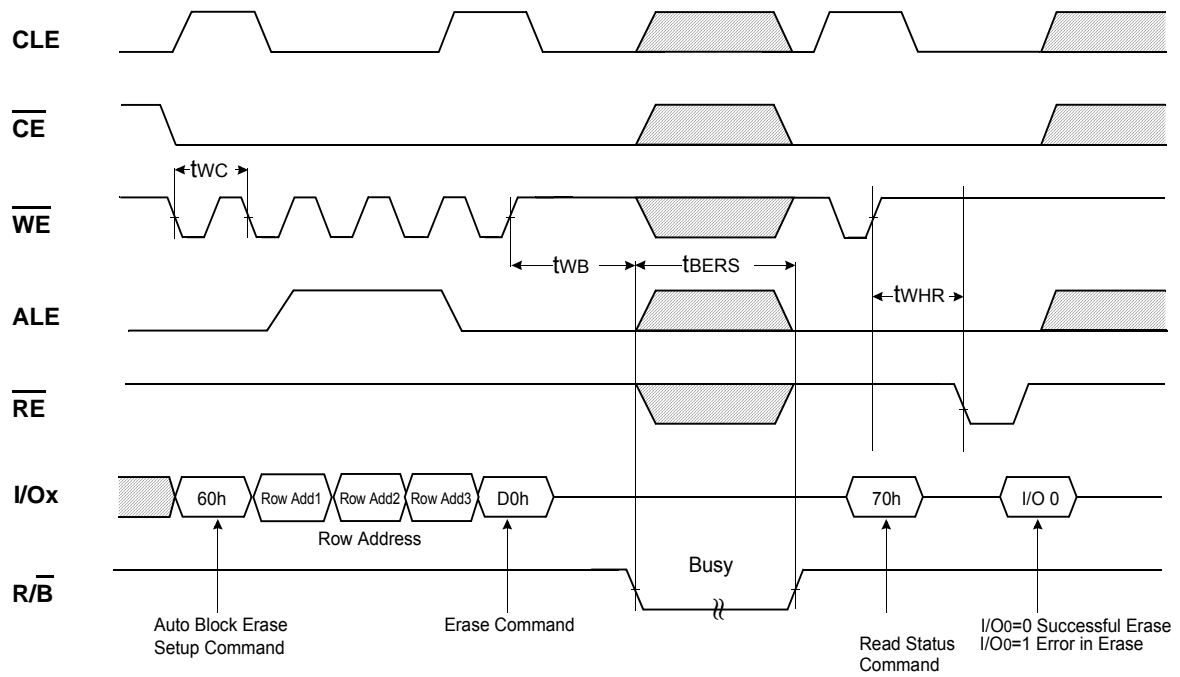 CLE
CE
tWC
WE
tWB
tBERS
tWHR
ALE
RE
I/Ox
60h
Row Add1
Row Add2
Row Add3
D0h
70h
I/O 0
Row Address
R/B
Busy
Auto Block Erase
Setup Command
Erase Command
Read Status
Command
I/O0=0 Successful Erase
I/O0=1 Error in Erase